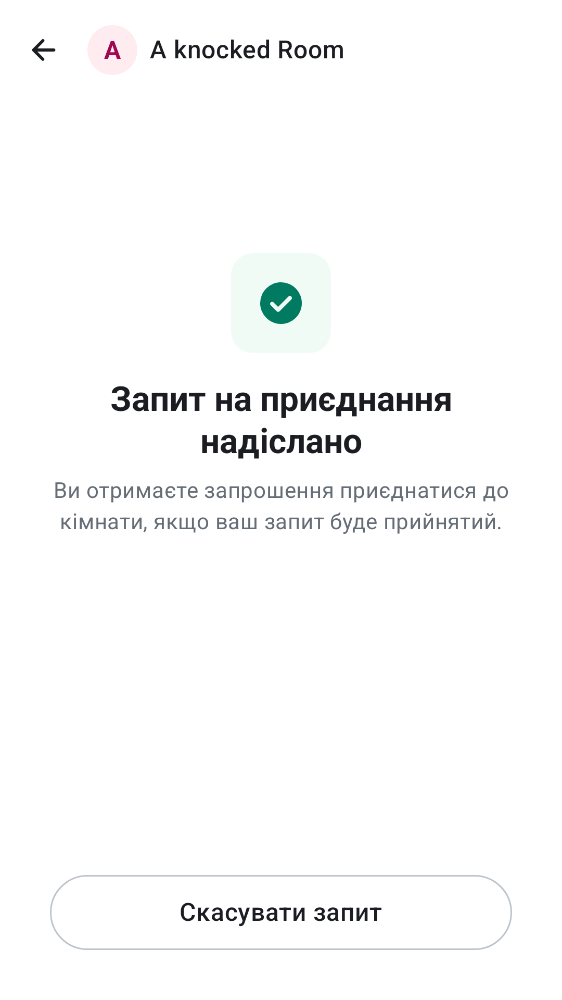 A
A knocked Room
Запит на приєднання
надіслано
Ви отримаєте запрошення приєднатися до
кімнати, якщо ваш запит буде прийнятий.
Скасувати запит